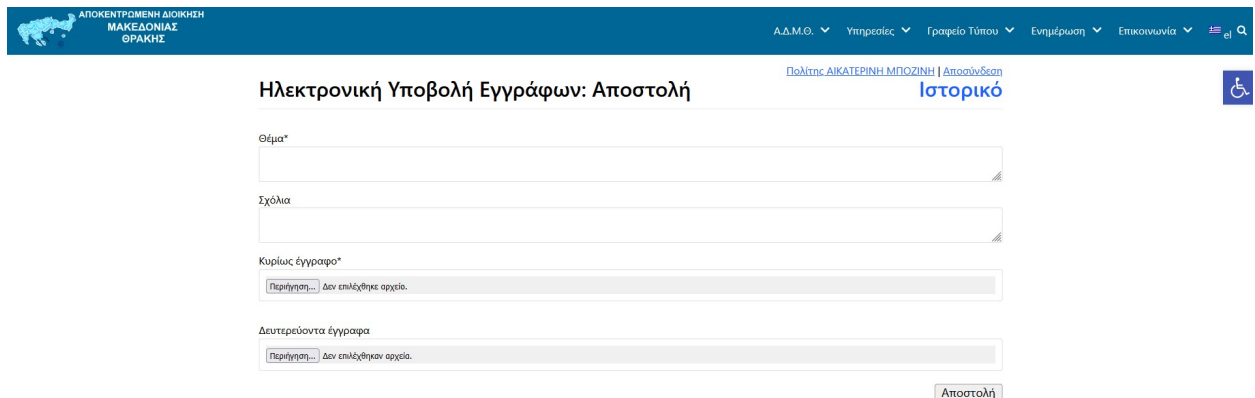 ΑΠΟΚΕΝΤΡΩΜΕΝΗ ΔΙΟΙΚΗΣΗ
ΜΑΚΕΔΟΝΙΑΣ
ΘΡΑΚΗΣ
Α.Δ.Μ.Θ. Υπηρεσίες Γραφείο Τύπου Ενημέρωση Επικοινωνία el
Πολίτης ΑΙΚΑΤΕΡΙΝΗ ΜΠΟΖΙΝΗ | Αποσύνδεση
Ηλεκτρονική Υποβολή Εγγράφων: Αποστολή Ιστορικό
Θέμα*
Σχόλια
Κυρίως έγγραφο*
Περιήγηση... Δεν επιλέχθηκε αρχείο.
Δευτερεύοντα έγγραφα
Περιήγηση... Δεν επιλέχθηκαν αρχεία.
Αποστολή